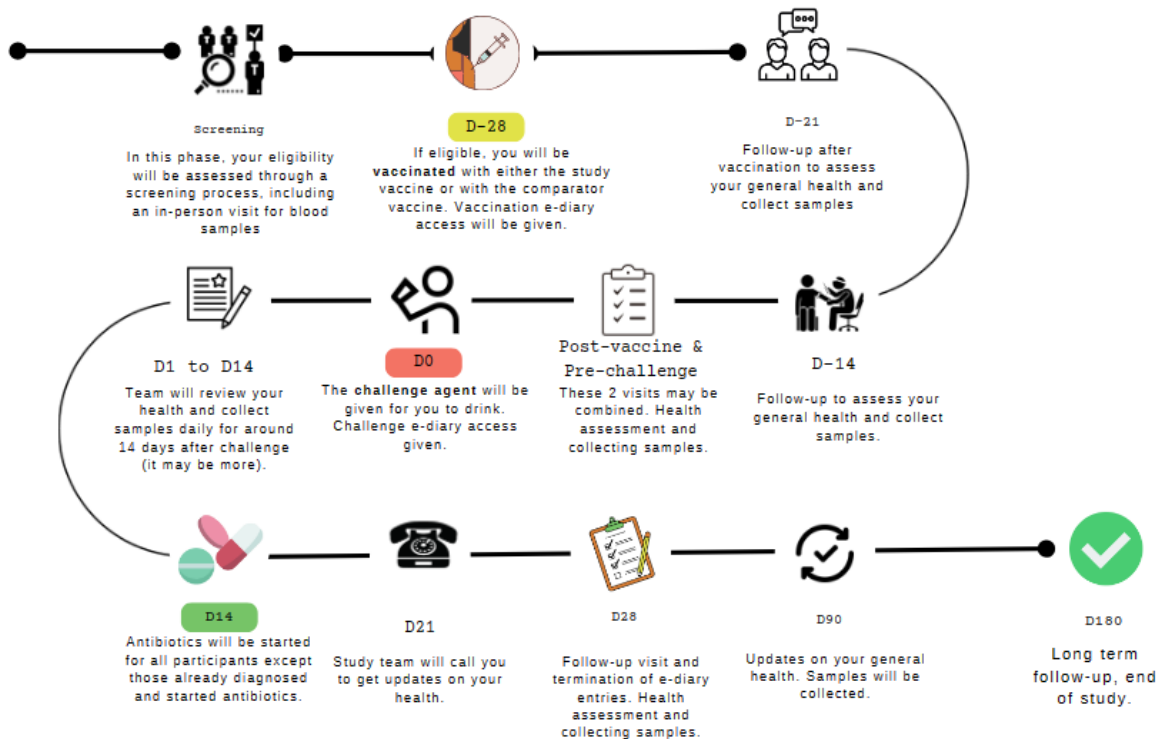 Screening
In this phase, your eligibility
will be assessed through a
screening process, including
an in-person visit for blood
samples
D-28
If eligible, you will be
vaccinated with either the study
vaccine or with the comparator
vaccine. Vaccination e-diary
access will be given.
D-21
Follow-up after
vaccination to assess
your general health and
collect samples
D1 to D14
Team will review your
health and collect
samples daily for around
14 days after challenge
(it may be more).
D0
The challenge agent will be
given for you to drink.
Challenge e-diary access
given.
Post-vaccine &
Pre-challenge
These 2 visits may be
combined. Health
assessment and
collecting samples.
D-14
Follow-up to assess your
general health and collect
samples.
D14
Antibiotics will be started
for all participants except
those already diagnosed
and started antibiotics.
D21
Study team will call you
to get updates on your
health.
D28
Follow-up visit and
termination of e-diary
entries. Health
assessment and
collecting samples.
D90
Updates on your general
health. Samples will be
collected.
D180
Long term
follow-up, end
of study.